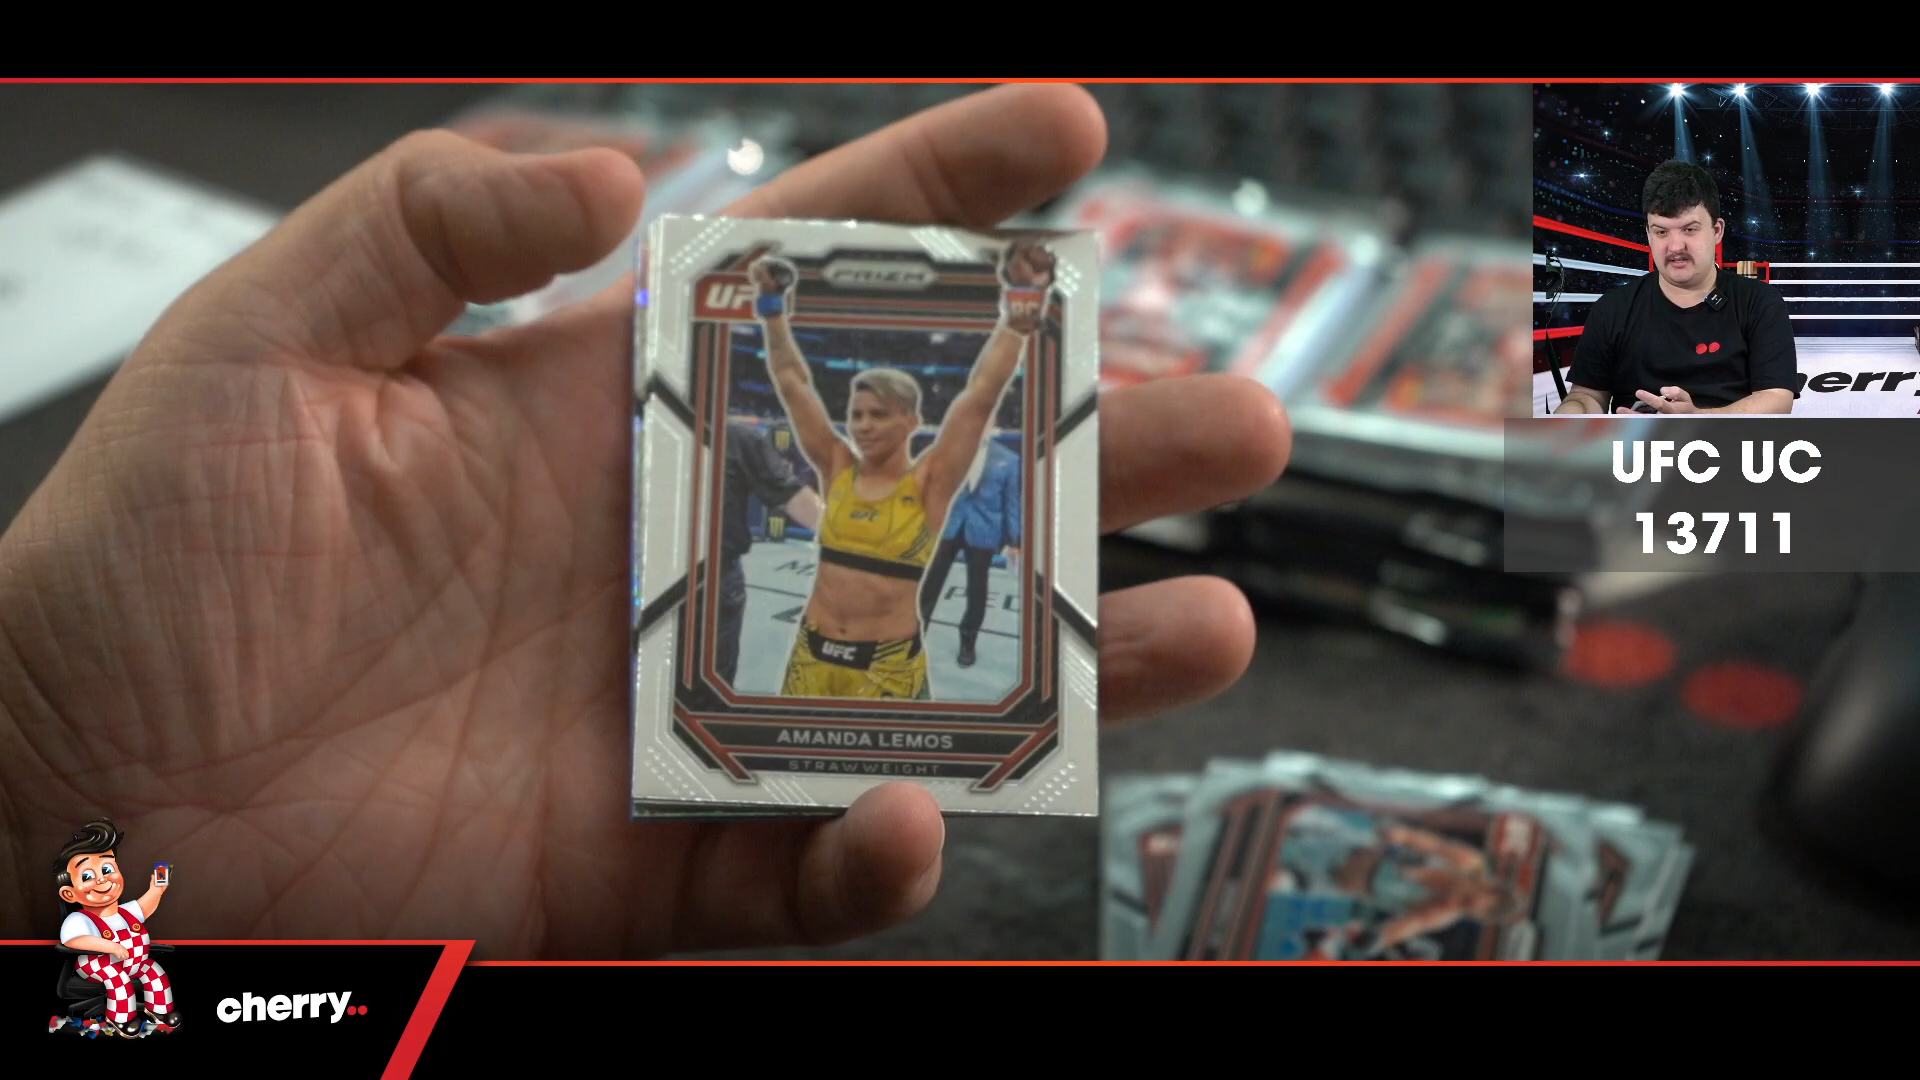 PRIZM
UFC
AMANDA LEMOS
STRAWWEIGHT
UFC
UFC
UFC UC
13711
cherry..